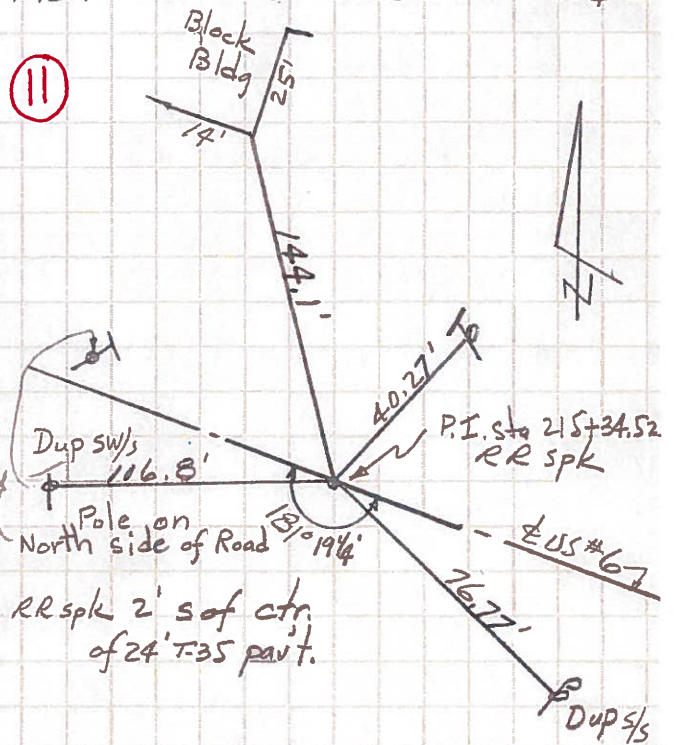 11
Block
Bldg
25'
14'
144.1'
N
40.27'
P.I. sta 215+34.52
RR spk
Dup sw/s
106.8'
Pole on
North side of Road
181° 19¼'
℄ US #6
76.77'
RR spk 2' s of ctr.
of 24' T-35 pav't.
Dup s/s